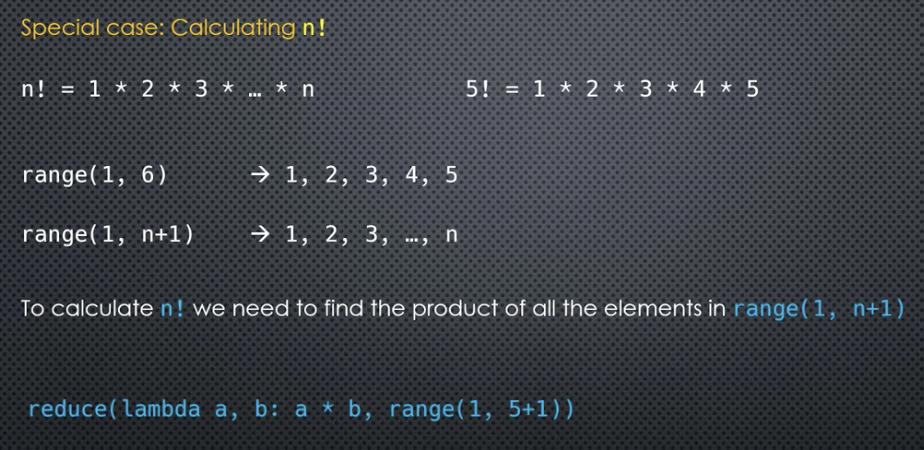 Special case: Calculating n!
n! = 1 * 2 * 3 * … * n 5! = 1 * 2 * 3 * 4 * 5
range(1, 6) → 1, 2, 3, 4, 5
range(1, n+1) → 1, 2, 3, …, n
To calculate n! we need to find the product of all the elements in range(1, n+1)
reduce(lambda a, b: a * b, range(1, 5+1))